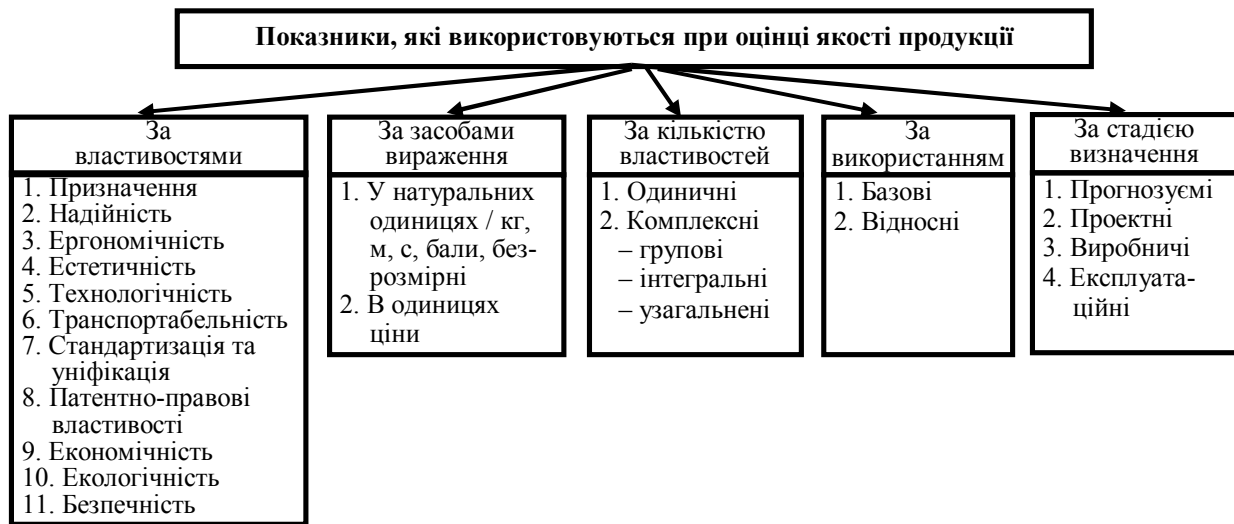 Показники, які використовуються при оцінці якості продукції
За
властивостями
1. Призначення
2. Надійність
3. Ергономічність
4. Естетичність
5. Технологічність
6. Транспортабельність
7. Стандартизація та
уніфікація
8. Патентно-правові
властивості
9. Економічність
10. Екологічність
11. Безпечність
За засобами
вираження
1. У натуральних
одиницях / кг,
м, с, бали, без-
розмірні
2. В одиницях
ціни
За кількістю
властивостей
1. Одиничні
2. Комплексні
– групові
– інтегральні
– узагальнені
За
використанням
1. Базові
2. Відносні
За стадією
визначення
1. Прогнозуємі
2. Проектні
3. Виробничі
4. Експлуата-
ційні